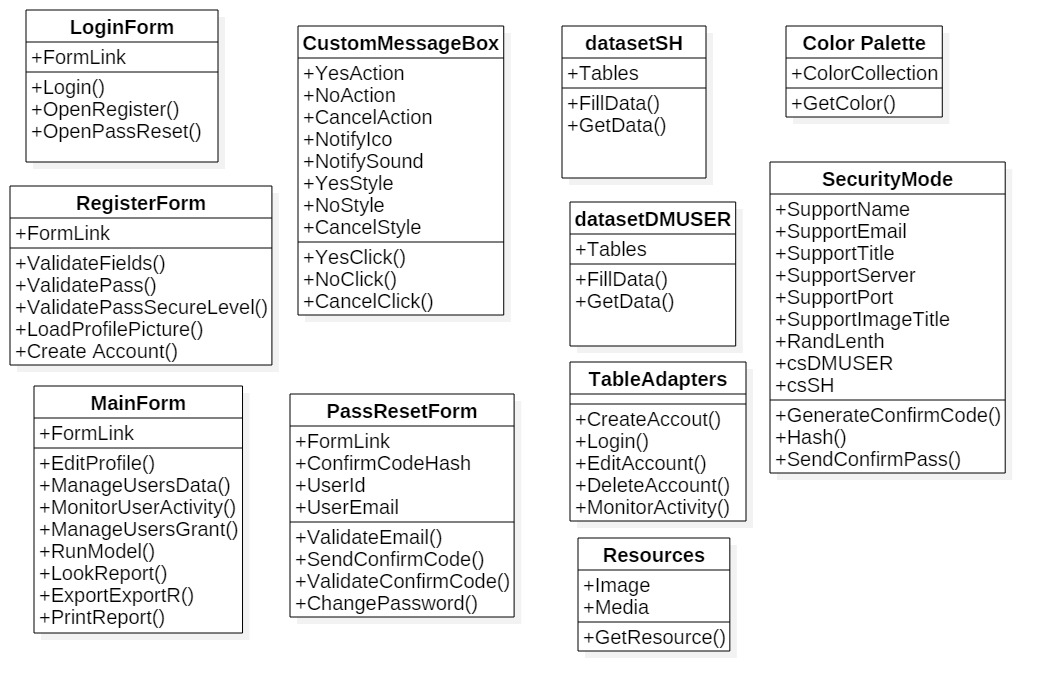 LoginForm
+FormLink
+Login()
+OpenRegister()
+OpenPassReset()
RegisterForm
+FormLink
+ValidateFields()
+ValidatePass()
+ValidatePassSecureLevel()
+LoadProfilePicture()
+Create Account()
MainForm
+FormLink
+EditProfile()
+ManageUsersData()
+MonitorUserActivity()
+ManageUsersGrant()
+RunModel()
+LookReport()
+ExportExportR()
+PrintReport()
CustomMessageBox
+YesAction
+NoAction
+CancelAction
+NotifyIco
+NotifySound
+YesStyle
+NoStyle
+CancelStyle
+YesClick()
+NoClick()
+CancelClick()
PassResetForm
+FormLink
+ConfirmCodeHash
+UserId
+UserEmail
+ValidateEmail()
+SendConfirmCode()
+ValidateConfirmCode()
+ChangePassword()
datasetSH
+Tables
+FillData()
+GetData()
datasetDMUSER
+Tables
+FillData()
+GetData()
TableAdapters
+CreateAccout()
+Login()
+EditAccount()
+DeleteAccount()
+MonitorActivity()
Resources
+Image
+Media
+GetResource()
Color Palette
+ColorCollection
+GetColor()
SecurityMode
+SupportName
+SupportEmail
+SupportTitle
+SupportServer
+SupportPort
+SupportImageTitle
+RandLenth
+csDMUSER
+csSH
+GenerateConfirmCode()
+Hash()
+SendConfirmPass()